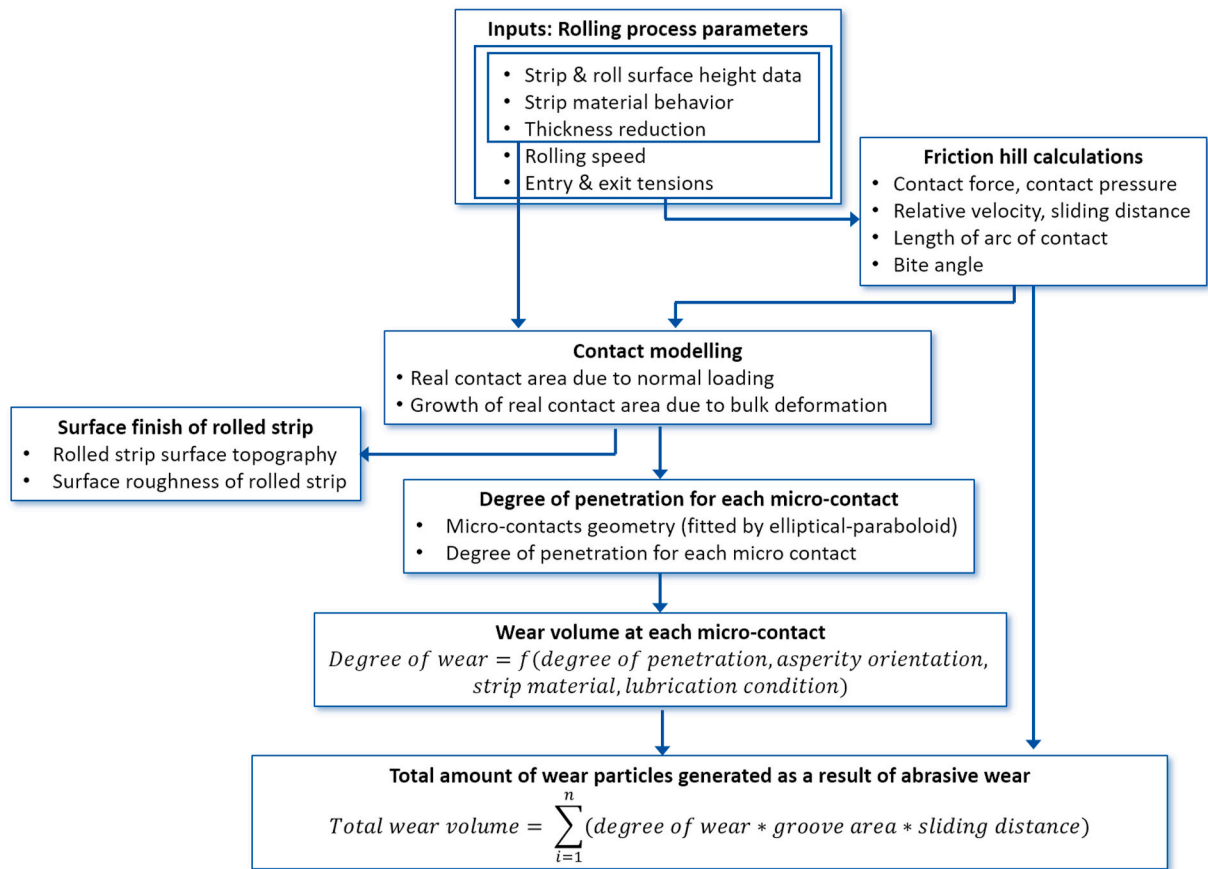 Inputs: Rolling process parameters
• Strip & roll surface height data
• Strip material behavior
• Thickness reduction
• Rolling speed
• Entry & exit tensions
Friction hill calculations
• Contact force, contact pressure
• Relative velocity, sliding distance
• Length of arc of contact
• Bite angle
Contact modelling
• Real contact area due to normal loading
• Growth of real contact area due to bulk deformation
Surface finish of rolled strip
• Rolled strip surface topography
• Surface roughness of rolled strip
Degree of penetration for each micro-contact
• Micro-contacts geometry (fitted by elliptical-paraboloid)
• Degree of penetration for each micro contact
Wear volume at each micro-contact
Degree of wear = f(degree of penetration, asperity orientation,
strip material, lubrication condition)
Total amount of wear particles generated as a result of abrasive wear
n
Total wear volume = ∑(degree of wear * groove area * sliding distance)
i=1